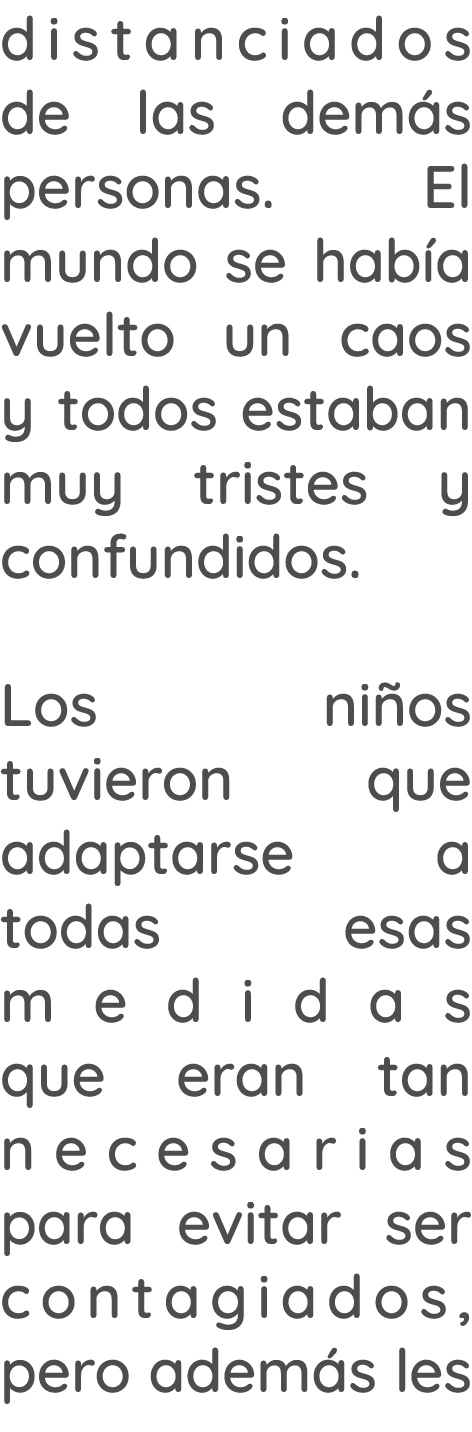 distanciados
de las demás
personas. El
mundo se había
vuelto un caos
y todos estaban
muy tristes y
confundidos.

Los niños
tuvieron que
adaptarse a
todas esas
medidas
que eran tan
necesarias
para evitar ser
contagiados,
pero además les